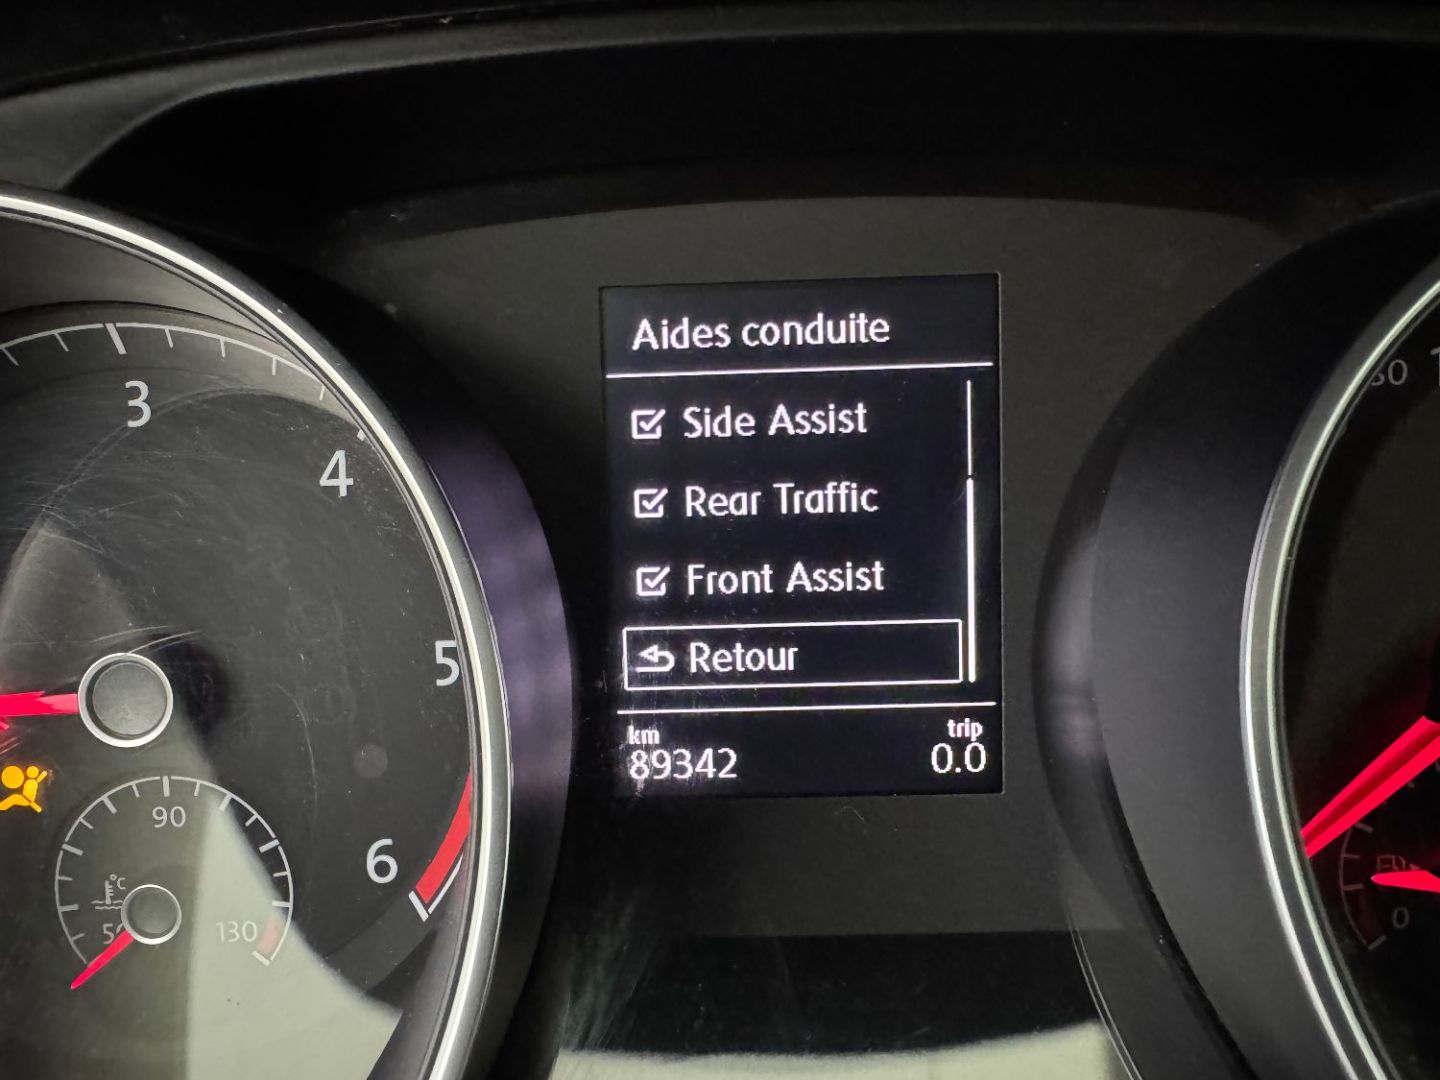 Aides conduite
Side Assist
Rear Traffic
Front Assist
Retour
km
trip
89342
0.0
3
4
5
6
90
°C
130
0